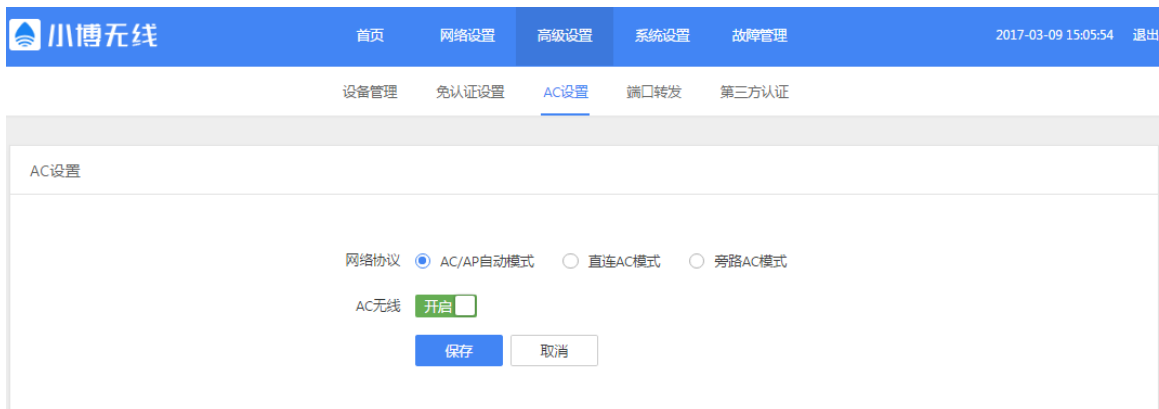 小博无线 首页 网络设置 高级设置 系统设置 故障管理 2017-03-09 15:05:54 退出
设备管理 免认证设置 AC设置 端口转发 第三方认证
AC设置
网络协议 AC/AP自动模式 直连AC模式 旁路AC模式
AC无线 开启
保存 取消